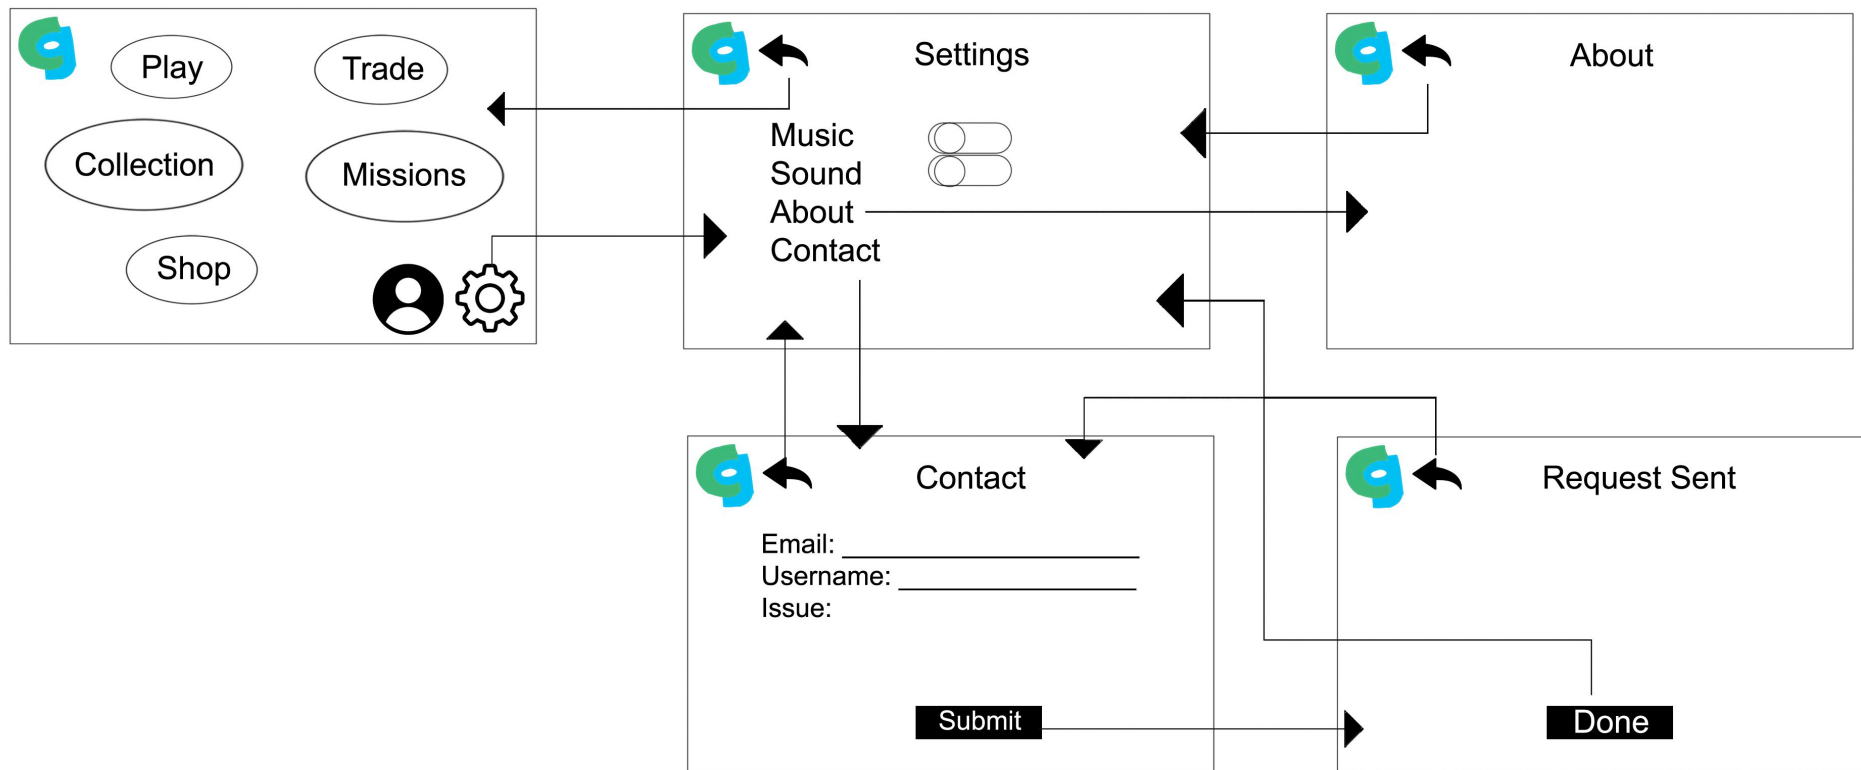 Play
Trade
Collection
Missions
Shop
Settings
Music
Sound
About
Contact
About
Contact
Email:
Username:
Issue:
Submit
Request Sent
Done